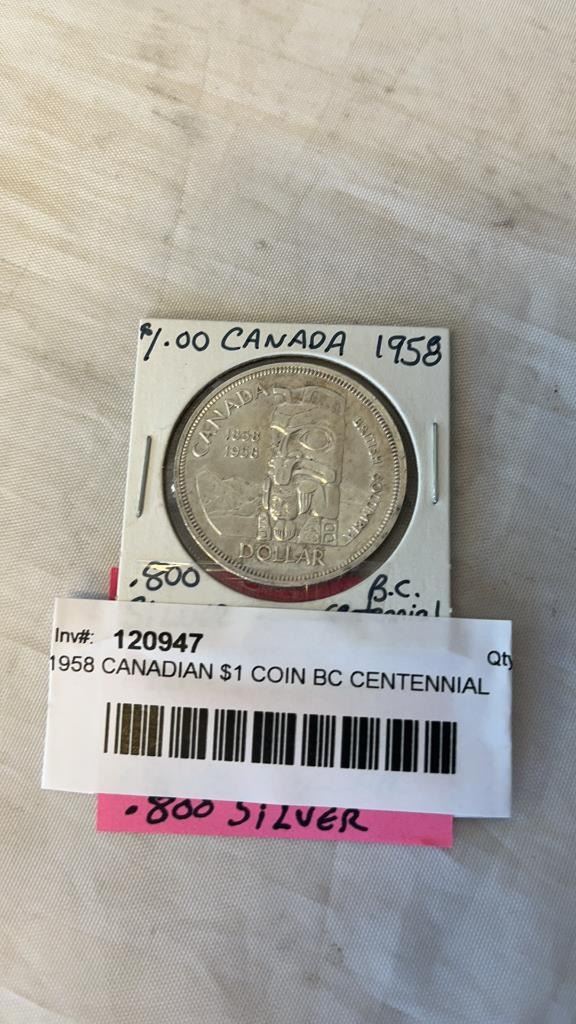 $1.00 CANADA 1958
CANADA
1858
1958
BRITISH COLUMBIA
DOLLAR
.800
B.C.
Centennial
Inv#: 120947
Qty
1958 CANADIAN $1 COIN BC CENTENNIAL
.800 SILVER